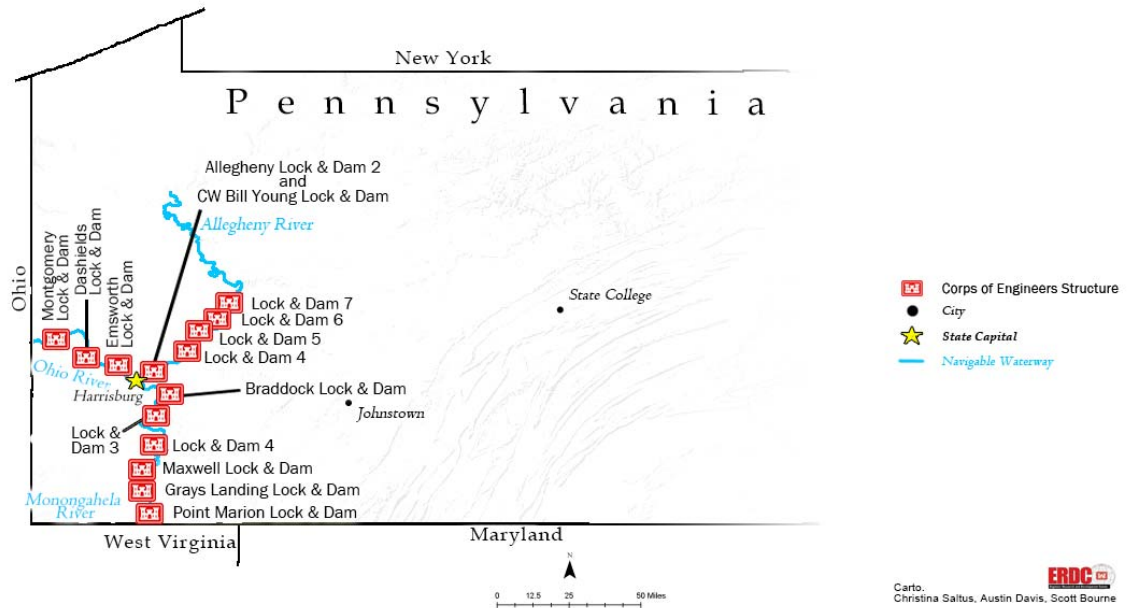 New York
Pennsylvania
Allegheny Lock & Dam 2
and
CW Bill Young Lock & Dam
Allegheny River
Ohio
Montgomery
Lock & Dam
Dashields
Lock & Dam
Emsworth
Lock & Dam
State College
Lock & Dam 7
Lock & Dam 6
Lock & Dam 5
Lock & Dam 4
Ohio River
Harrisburg
Braddock Lock & Dam
Johnstown
Lock &
Dam 3
Lock & Dam 4
Maxwell Lock & Dam
Grays Landing Lock & Dam
Monongahela
River
Point Marion Lock & Dam
West Virginia
Maryland
Corps of Engineers Structure
City
State Capital
Navigable Waterway
N
0 12.5 25 50 Miles
ERDC
Carto.
Christina Saltus, Austin Davis, Scott Bourne